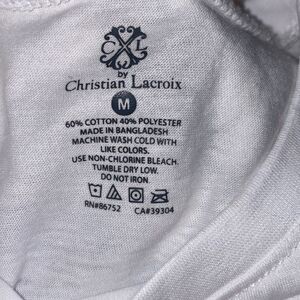 CXL
by
Christian Lacroix
M
60% COTTON 40% POLYESTER
MADE IN BANGLADESH
MACHINE WASH COLD WITH
LIKE COLORS.
USE NON-CHLORINE BLEACH.
TUMBLE DRY LOW.
DO NOT IRON.
RN#86752 CA#39304